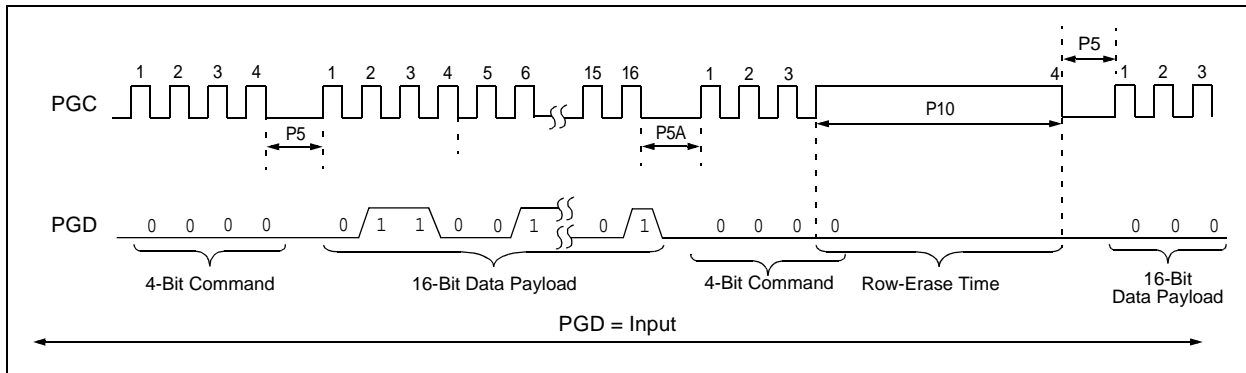 P5
1 2 3 4 1 2 3 4 5 6 15 16 1 2 3 4 1 2 3
PGC
P10
P5 P5A
PGD 0 0 0 0 0 1 1 0 0 1 0 1 0 0 0 0 0 0 0
4-Bit Command 16-Bit Data Payload 4-Bit Command Row-Erase Time 16-Bit
Data Payload
PGD = Input